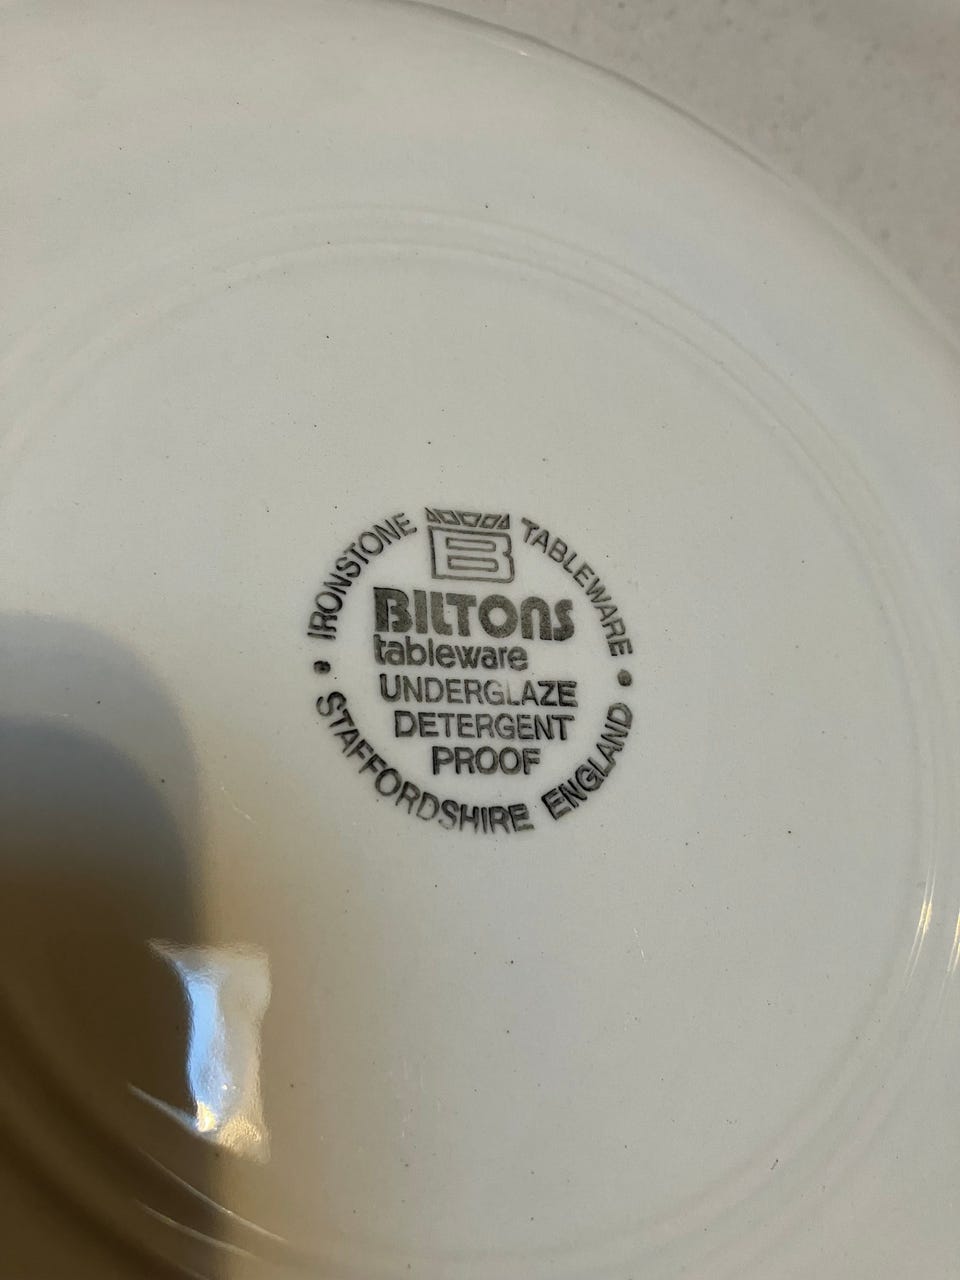 IRONSTONE TABLEWARE
B
BILTONS
tableware
UNDERGLAZE
DETERGENT
PROOF
STAFFORDSHIRE ENGLAND